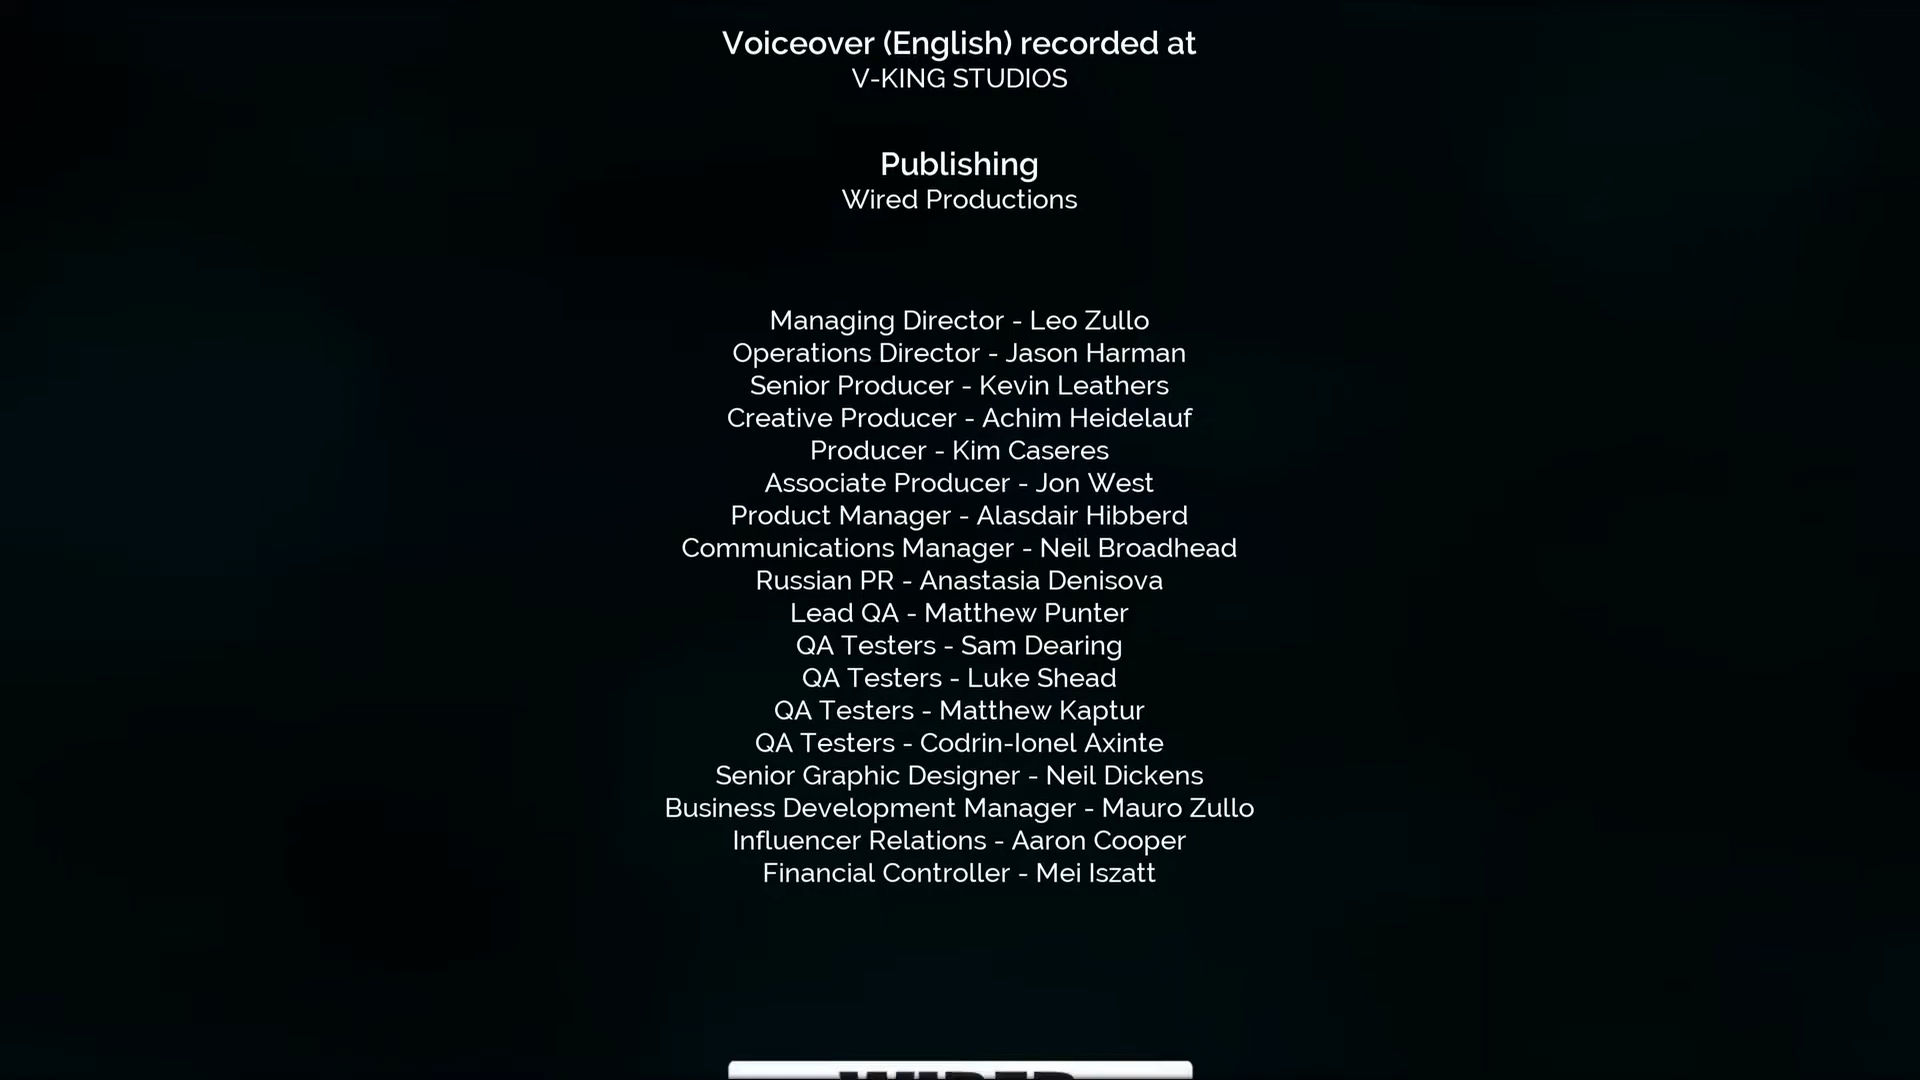 Voiceover (English) recorded at
V-KING STUDIOS
Publishing
Wired Productions
Managing Director - Leo Zullo
Operations Director - Jason Harman
Senior Producer - Kevin Leathers
Creative Producer - Achim Heidelauf
Producer - Kim Caseres
Associate Producer - Jon West
Product Manager - Alasdair Hibberd
Communications Manager - Neil Broadhead
Russian PR - Anastasia Denisova
Lead QA - Matthew Punter
QA Testers - Sam Dearing
QA Testers - Luke Shead
QA Testers - Matthew Kaptur
QA Testers - Codrin-Ionel Axinte
Senior Graphic Designer - Neil Dickens
Business Development Manager - Mauro Zullo
Influencer Relations - Aaron Cooper
Financial Controller - Mei Iszatt